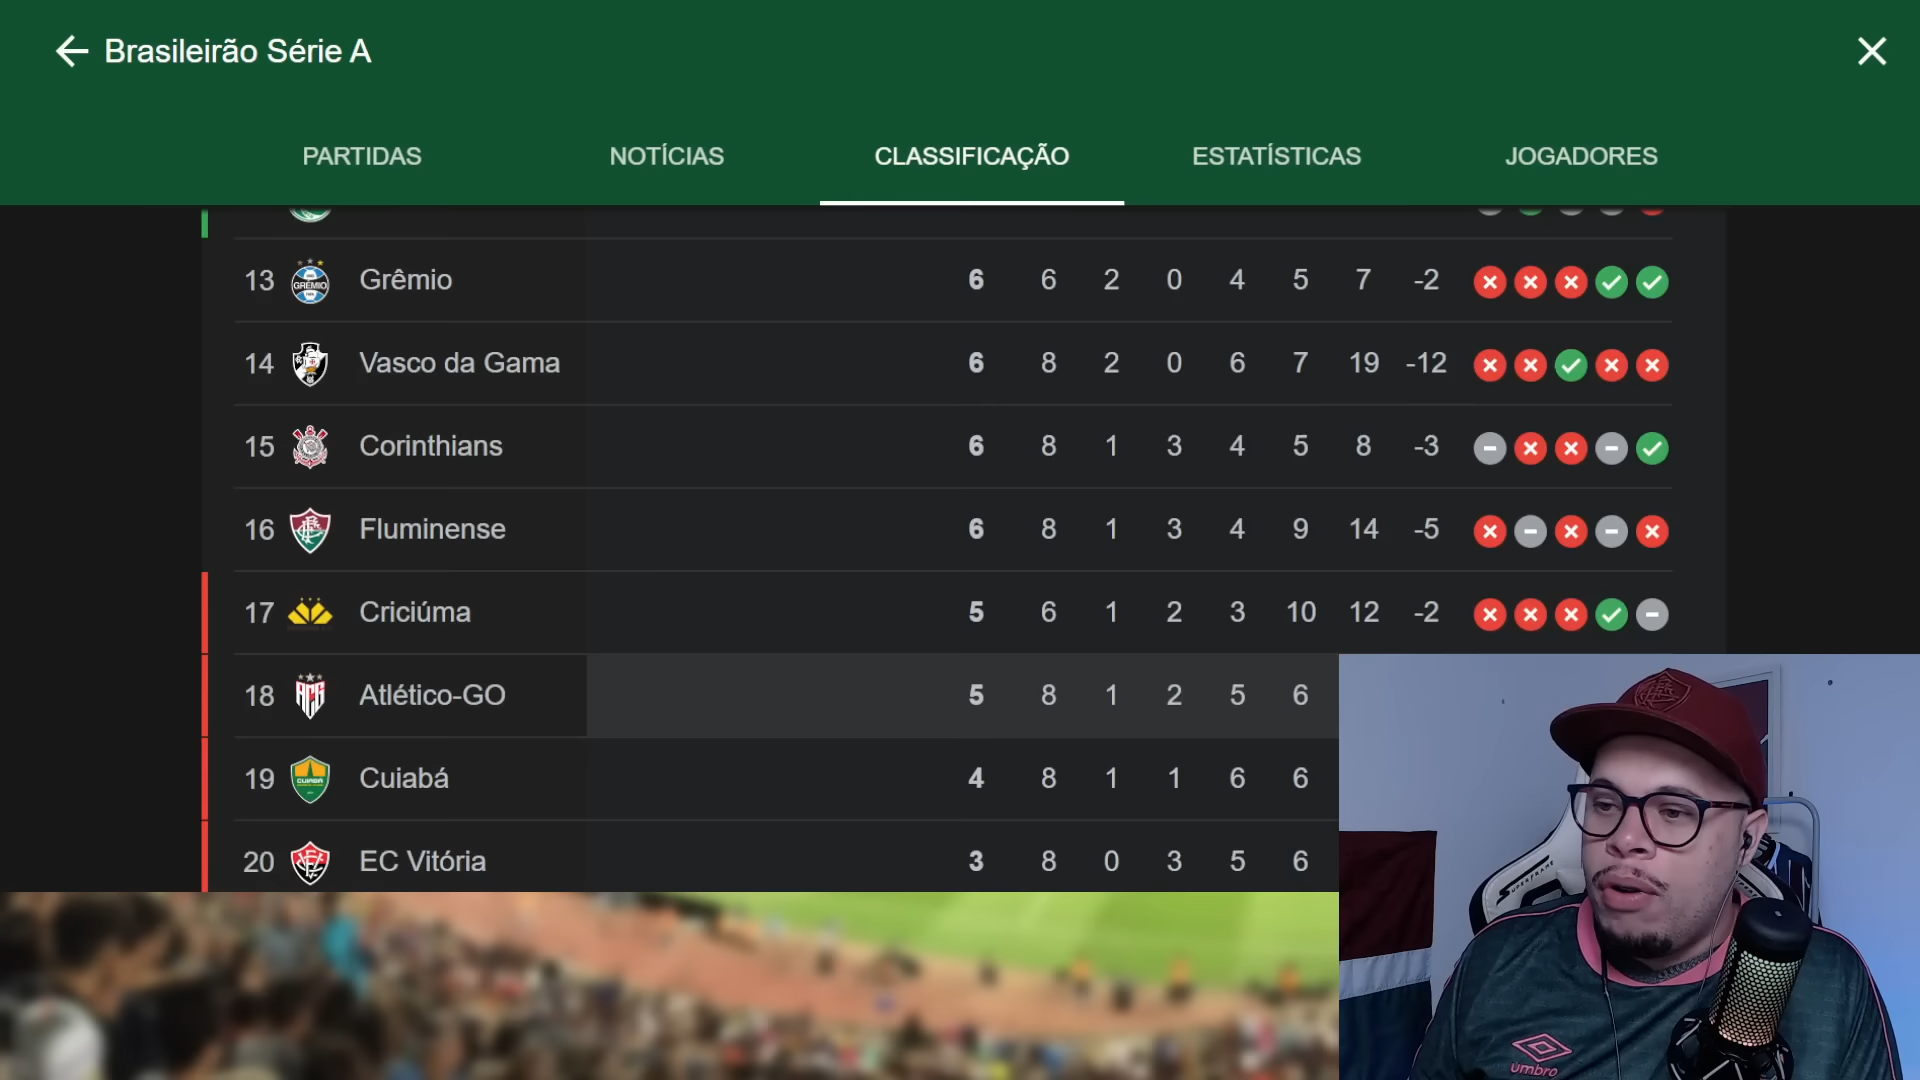 Brasileirão Série A
PARTIDAS NOTÍCIAS CLASSIFICAÇÃO ESTATÍSTICAS JOGADORES
13 GRÊMIO Grêmio 6 6 2 0 4 5 7 -2
14 Vasco da Gama 6 8 2 0 6 7 19 -12
15 Corinthians 6 8 1 3 4 5 8 -3
16 Fluminense 6 8 1 3 4 9 14 -5
17 Criciúma 5 6 1 2 3 10 12 -2
18 ACG Atlético-GO 5 8 1 2 5 6
19 CUIABÁ Cuiabá 4 8 1 1 6 6
20 EC Vitória 3 8 0 3 5 6
SUPERFRAME
umbro